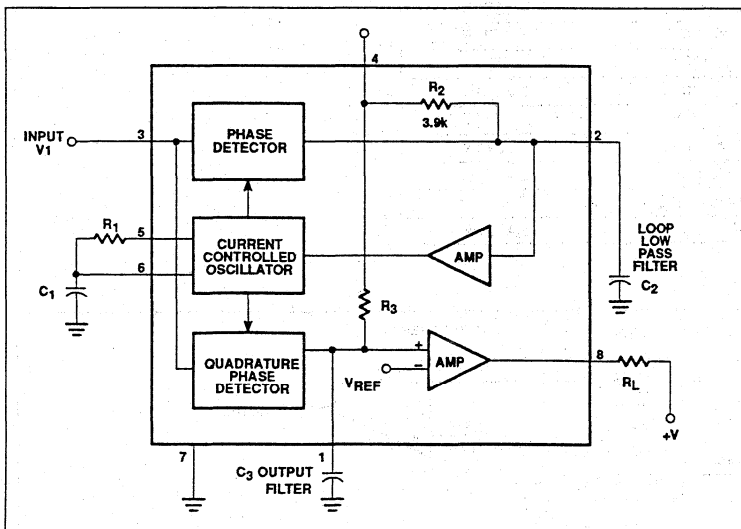 4
R2
3.9k
INPUT
V1
3
PHASE
DETECTOR
2
R1
5
6
C1
CURRENT
CONTROLLED
OSCILLATOR
AMP
LOOP
LOW
PASS
FILTER
C2
R3
QUADRATURE
PHASE
DETECTOR
+
–
VREF
AMP
8
RL
+V
7
1
C3 OUTPUT
FILTER